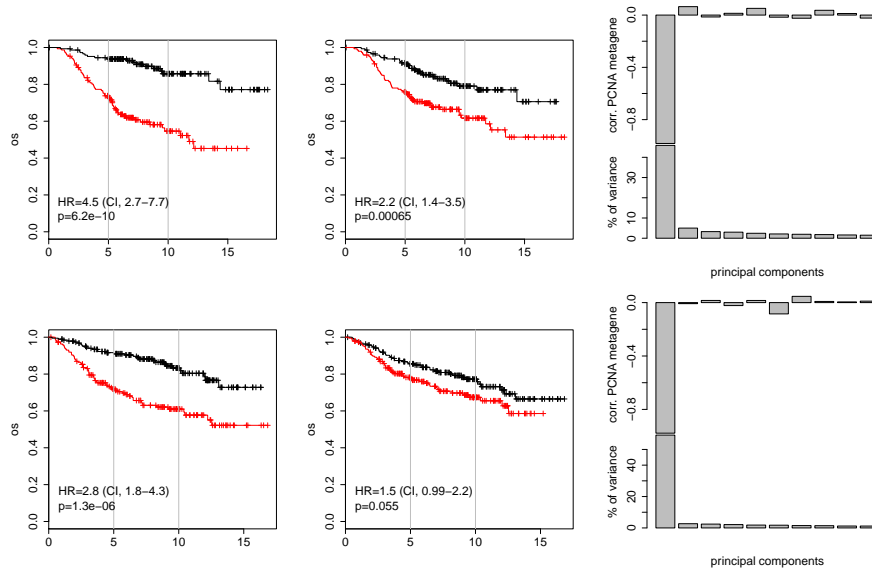 1.0
0.8
0.6
0.4
0.2
0.0
os
HR=4.5 (CI, 2.7−7.7)
p=6.2e−10
0
5
10
15
1.0
0.8
0.6
0.4
0.2
0.0
os
HR=2.2 (CI, 1.4−3.5)
p=0.00065
0
5
10
15
0.0
−0.4
−0.8
corr. PCNA metagene
30
10
0
% of variance
principal components
1.0
0.8
0.6
0.4
0.2
0.0
os
HR=2.8 (CI, 1.8−4.3)
p=1.3e−06
0
5
10
15
1.0
0.8
0.6
0.4
0.2
0.0
os
HR=1.5 (CI, 0.99−2.2)
p=0.055
0
5
10
15
0.0
−0.4
−0.8
corr. PCNA metagene
40
20
0
% of variance
principal components